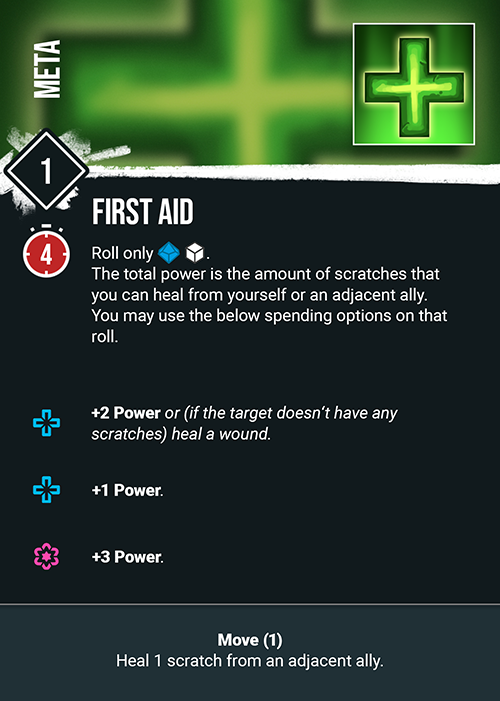 META
1
FIRST AID
4
Roll only .
The total power is the amount of scratches that
you can heal from yourself or an adjacent ally.
You may use the below spending options on that
roll.
+2 Power or (if the target doesn't have any
scratches) heal a wound.
+1 Power.
+3 Power.
Move (1)
Heal 1 scratch from an adjacent ally.